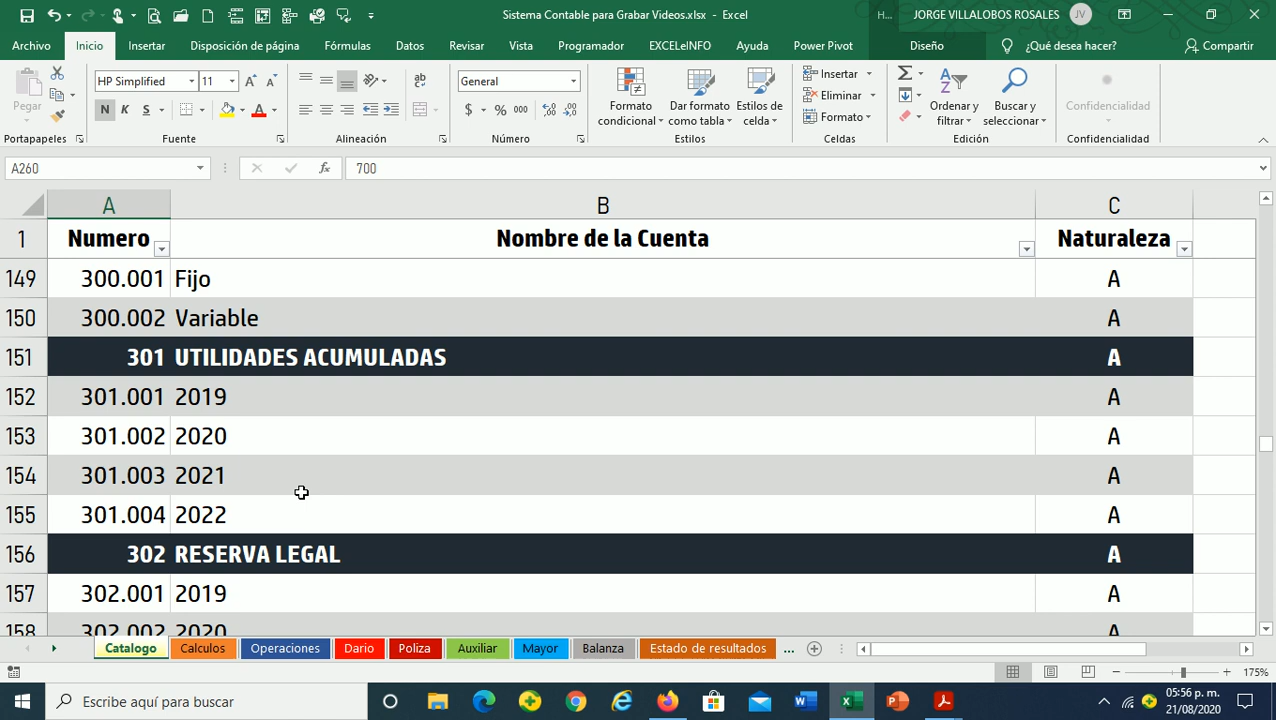 Sistema Contable para Grabar Videos.xlsx - Excel
H...
JORGE VILLALOBOS ROSALES
JV
Archivo Inicio Insertar Disposición de página Fórmulas Datos Revisar Vista Programador EXCELeINFO Ayuda Power Pivot Diseño ¿Qué desea hacer? Compartir
Pegar
HP Simplified 11
N K S
General
$ % 000
Formato condicional
Dar formato como tabla
Estilos de celda
Insertar
Eliminar
Formato
Ordenar y filtrar
Buscar y seleccionar
Confidencialidad
Portapapeles Fuente Alineación Número Estilos Celdas Edición Confidencialidad
A260 fx 700
A B C
1 Numero Nombre de la Cuenta Naturaleza
149 300.001 Fijo A
150 300.002 Variable A
151 301 UTILIDADES ACUMULADAS A
152 301.001 2019 A
153 301.002 2020 A
154 301.003 2021 A
155 301.004 2022 A
156 302 RESERVA LEGAL A
157 302.001 2019 A
158 302.002 2020 A
Catalogo Calculos Operaciones Dario Poliza Auxiliar Mayor Balanza Estado de resultados ...
175%
Escribe aquí para buscar
05:56 p. m.
21/08/2020